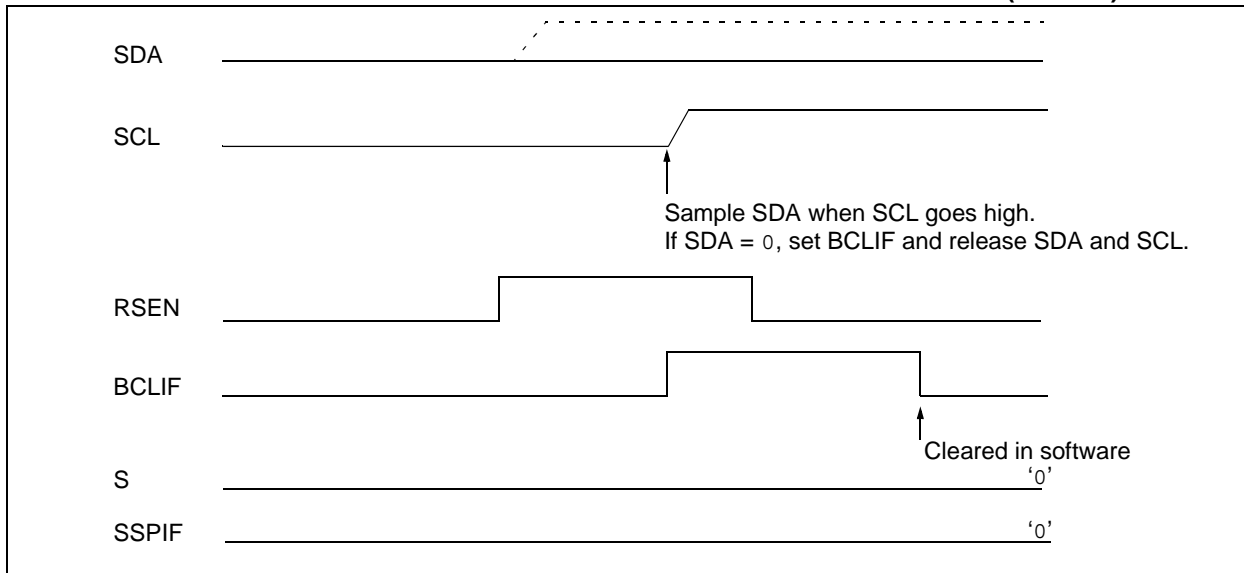 SDA
SCL
Sample SDA when SCL goes high.
If SDA = 0, set BCLIF and release SDA and SCL.
RSEN
BCLIF
Cleared in software
S
‘0’
SSPIF
‘0’